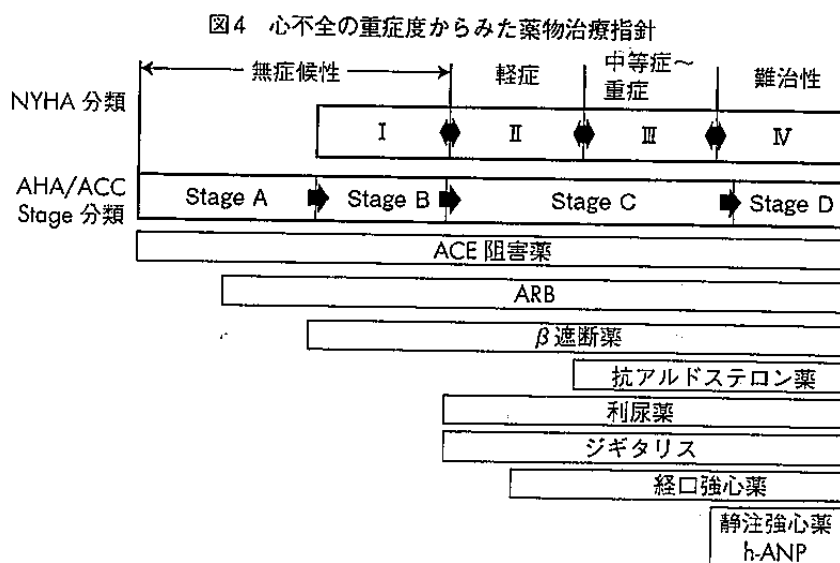 図4 心不全の重症度からみた薬物治療指針
無症候性
軽症
中等症～
重症
難治性
NYHA 分類
I
II
III
IV
AHA/ACC
Stage 分類
Stage A
Stage B
Stage C
Stage D
ACE 阻害薬
ARB
β遮断薬
抗アルドステロン薬
利尿薬
ジギタリス
経口強心薬
静注強心薬
h-ANP